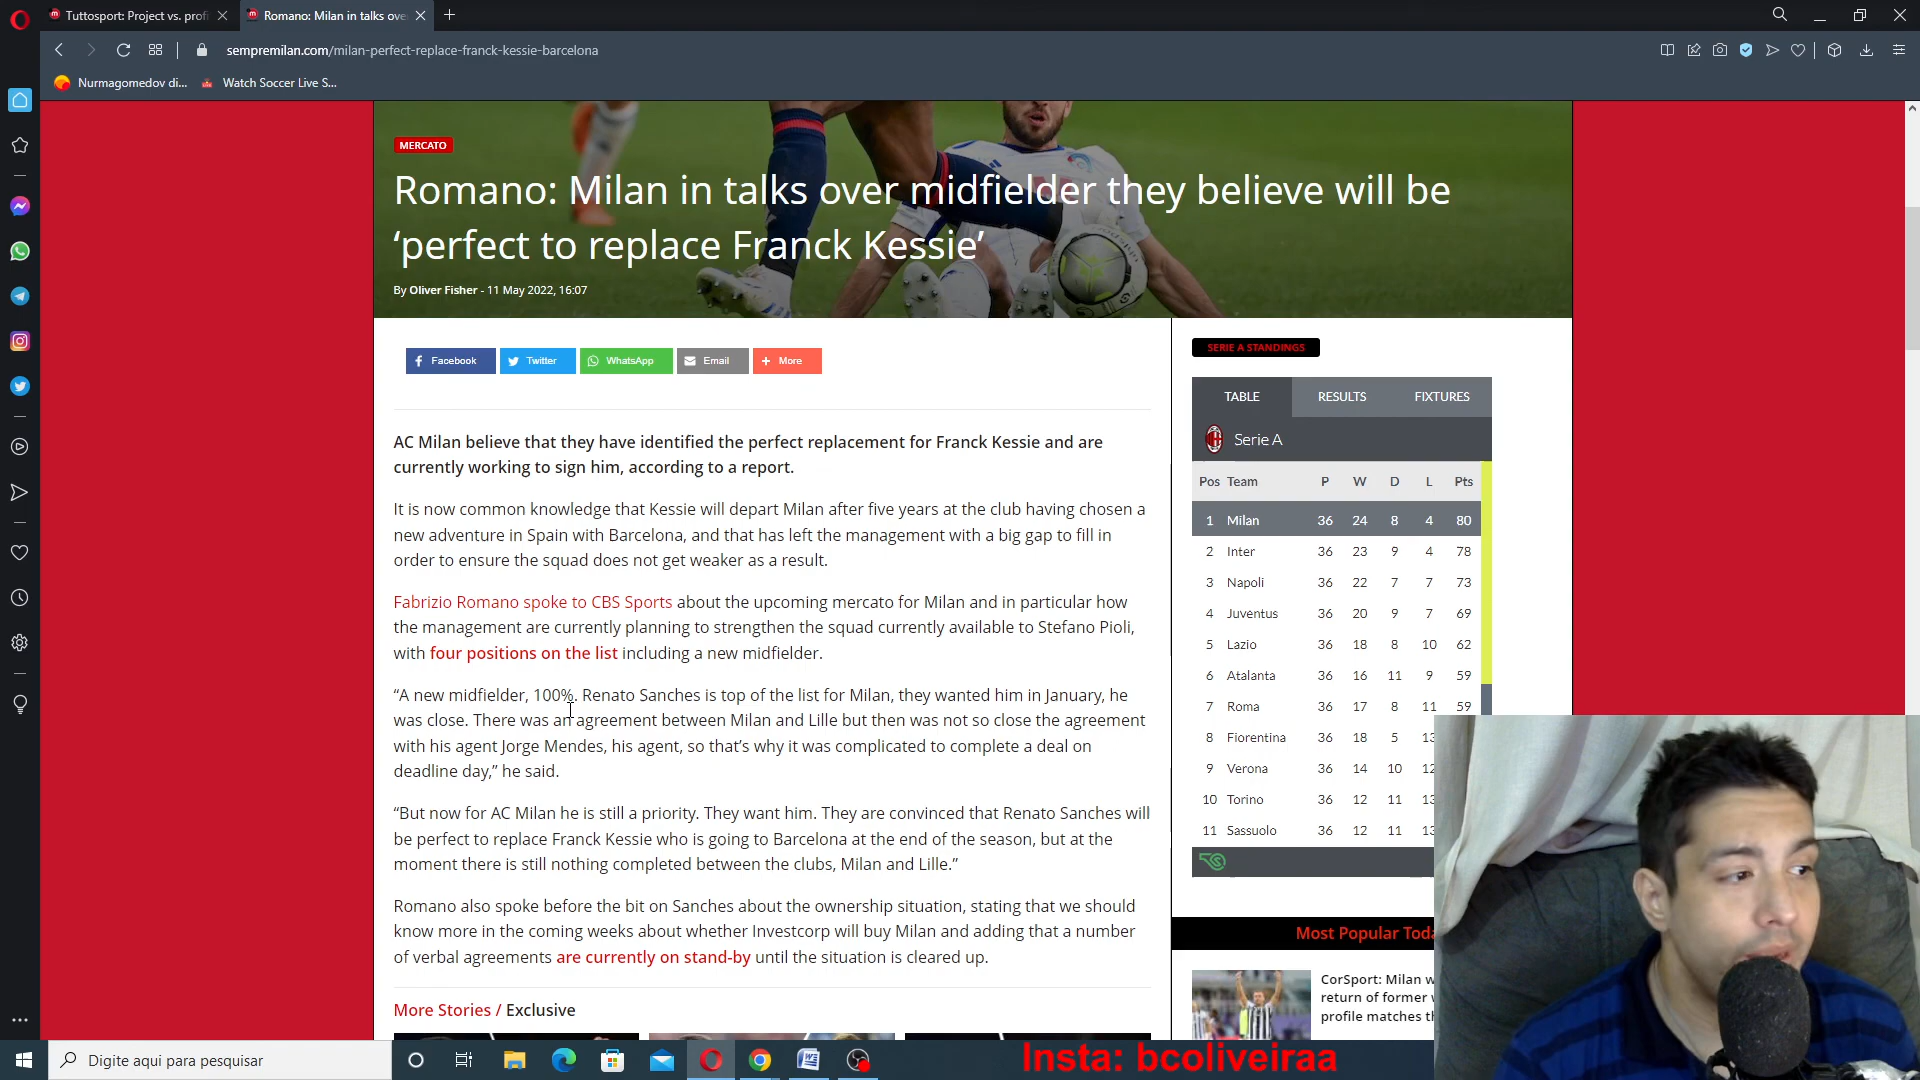 Tuttosport: Project vs. profi
Romano: Milan in talks ove
sempremilan.com/milan-perfect-replace-franck-kessie-barcelona
Nurmagomedov di...
Watch Soccer Live S...
MERCATO
Romano: Milan in talks over midfielder they believe will be
‘perfect to replace Franck Kessie’
By Oliver Fisher - 11 May 2022, 16:07
Facebook
Twitter
WhatsApp
Email
More
AC Milan believe that they have identified the perfect replacement for Franck Kessie and are
currently working to sign him, according to a report.
It is now common knowledge that Kessie will depart Milan after five years at the club having chosen a
new adventure in Spain with Barcelona, and that has left the management with a big gap to fill in
order to ensure the squad does not get weaker as a result.
Fabrizio Romano spoke to CBS Sports about the upcoming mercato for Milan and in particular how
the management are currently planning to strengthen the squad currently available to Stefano Pioli,
with four positions on the list including a new midfielder.
“A new midfielder, 100%. Renato Sanches is top of the list for Milan, they wanted him in January, he
was close. There was an agreement between Milan and Lille but then was not so close the agreement
with his agent Jorge Mendes, his agent, so that’s why it was complicated to complete a deal on
deadline day,” he said.
“But now for AC Milan he is still a priority. They want him. They are convinced that Renato Sanches will
be perfect to replace Franck Kessie who is going to Barcelona at the end of the season, but at the
moment there is still nothing completed between the clubs, Milan and Lille.”
Romano also spoke before the bit on Sanches about the ownership situation, stating that we should
know more in the coming weeks about whether Investcorp will buy Milan and adding that a number
of verbal agreements are currently on stand-by until the situation is cleared up.
More Stories / Exclusive
SERIE A STANDINGS
TABLE RESULTS FIXTURES
Serie A
Pos Team P W D L Pts
1 Milan 36 24 8 4 80
2 Inter 36 23 9 4 78
3 Napoli 36 22 7 7 73
4 Juventus 36 20 9 7 69
5 Lazio 36 18 8 10 62
6 Atalanta 36 16 11 9 59
7 Roma 36 17 8 11 59
8 Fiorentina 36 18 5 13
9 Verona 36 14 10 12
10 Torino 36 12 11 13
11 Sassuolo 36 12 11 13
Most Popular Toda
CorSport: Milan w
return of former
profile matches th
Digite aqui para pesquisar
Insta: bcoliveiraa